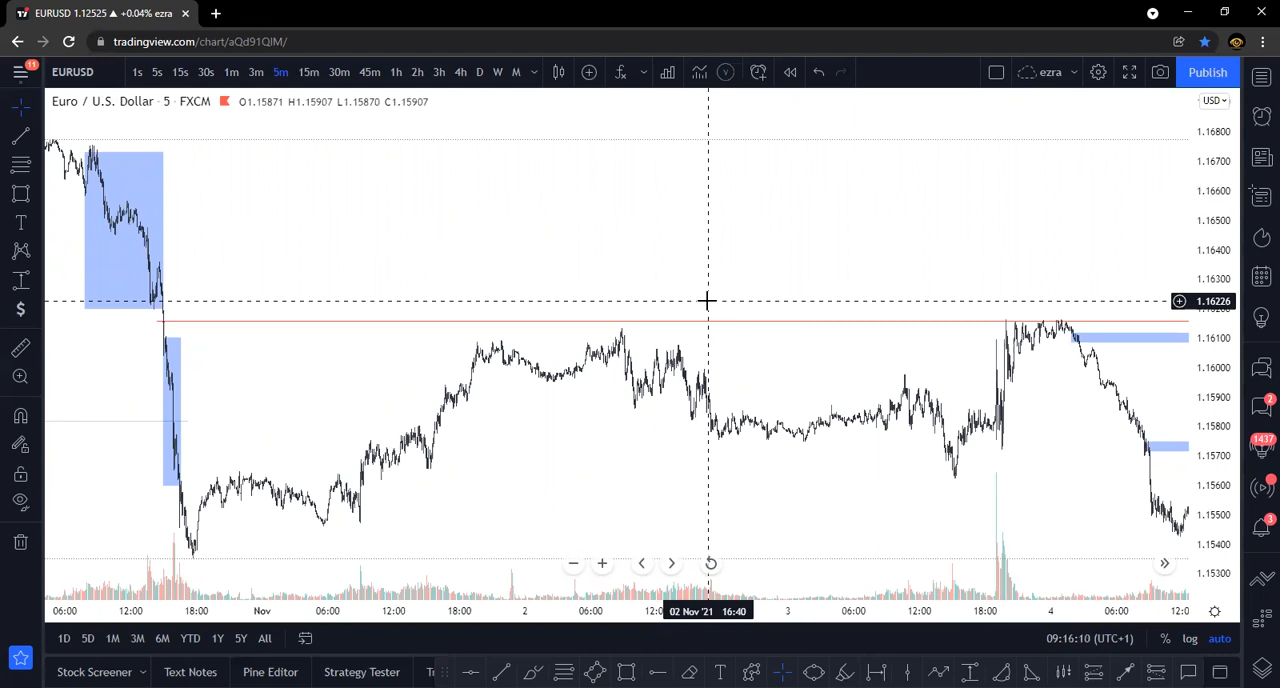 EURUSD 1.12525 ▲ +0.04% ezra
tradingview.com/chart/aQd91QIM/
11
EURUSD 1s 5s 15s 30s 1m 3m 5m 15m 30m 45m 1h 2h 3h 4h D W M ezra Publish
Euro / U.S. Dollar · 5 · FXCM O1.15871 H1.15907 L1.15870 C1.15907
USD
1.16800
1.16700
1.16600
1.16500
1.16400
1.16300
1.16226
1.16100
1.16000
1.15900
1.15800
1.15700
1.15600
1.15500
1.15400
1.15300
2
1437
3
06:00 12:00 18:00 Nov 06:00 12:00 18:00 2 06:00 02 Nov '21 16:40 3 06:00 12:00 18:00 4 06:00 12:0
1D 5D 1M 3M 6M YTD 1Y 5Y All 09:16:10 (UTC+1) % log auto
Stock Screener Text Notes Pine Editor Strategy Tester